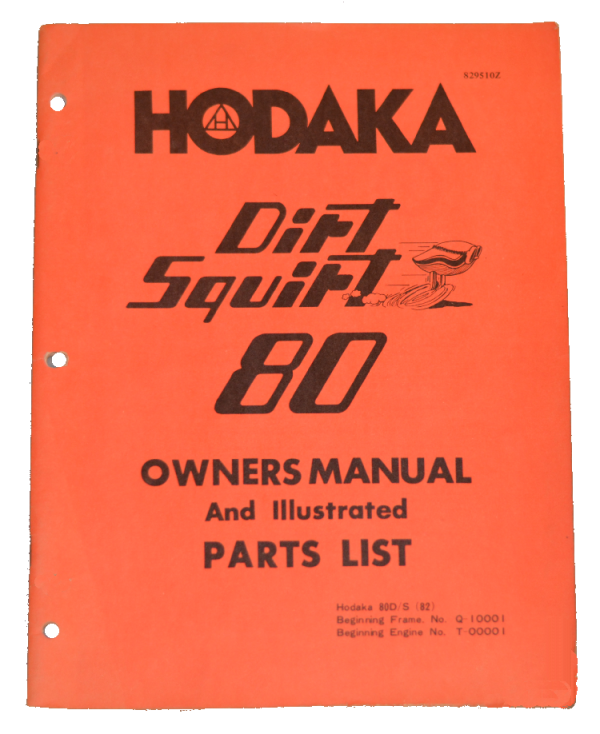 829510Z
HODAKA
Dirt
Squirt
80
OWNERS MANUAL
And Illustrated
PARTS LIST
Hodaka 80D/S (82)
Beginning Frame. No. Q-10001
Beginning Engine No. T-00001